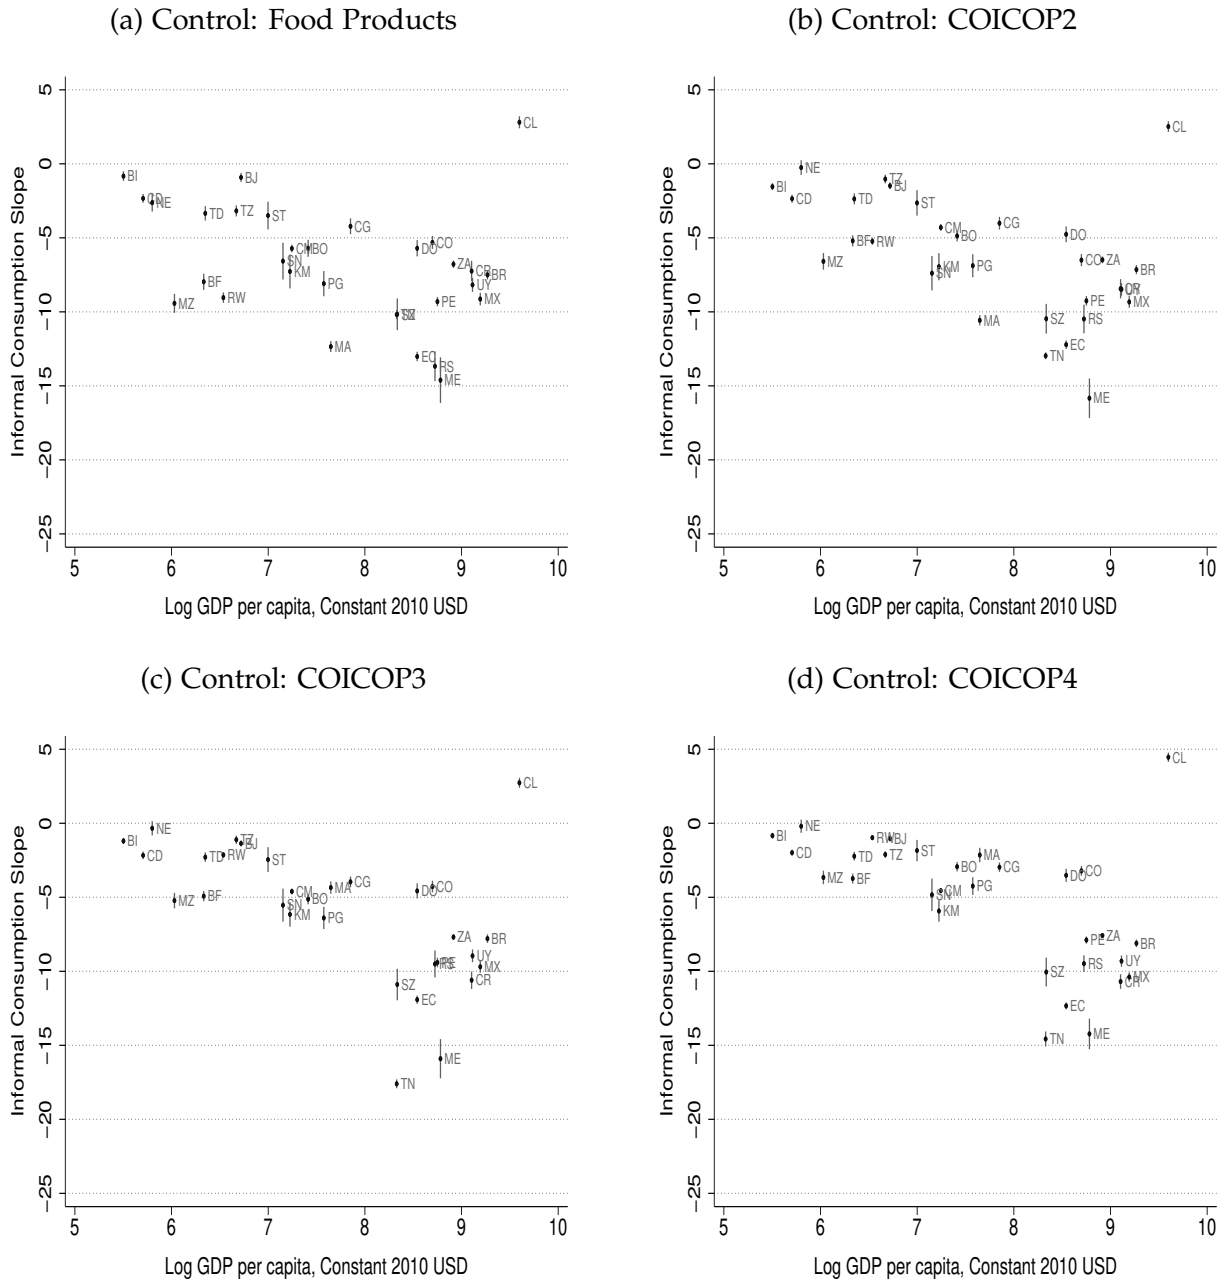 (a) Control: Food Products
(b) Control: COICOP2
Informal Consumption Slope
5
0
−5
−10
−15
−20
−25
CL
BI
CD
NE
BJ
TD
TZ
ST
CG
CM
BO
DO
CO
SN
KM
ZA
CR
BR
BF
PG
UY
MZ
RW
PE
MX
SZ
MA
EC
RS
ME
5
6
7
8
9
10
Log GDP per capita, Constant 2010 USD
Informal Consumption Slope
5
0
−5
−10
−15
−20
−25
CL
NE
BI
TZ
BJ
CD
TD
ST
CM
CG
BO
DO
BF
RW
MZ
KM
SN
PG
CO
ZA
BR
CR
UY
PE
MX
MA
SZ
RS
EC
TN
ME
5
6
7
8
9
10
Log GDP per capita, Constant 2010 USD
(c) Control: COICOP3
(d) Control: COICOP4
Informal Consumption Slope
5
0
−5
−10
−15
−20
−25
CL
NE
BI
TZ
BJ
CD
TD
RW
ST
MZ
BF
CM
BO
MA
CG
DO
CO
SN
KM
PG
ZA
BR
UY
RS
PE
MX
CR
SZ
EC
ME
TN
5
6
7
8
9
10
Log GDP per capita, Constant 2010 USD
Informal Consumption Slope
5
0
−5
−10
−15
−20
−25
CL
NE
BI
RW
BJ
CD
TD
TZ
ST
MA
MZ
BF
BO
CG
DO
CO
CM
SN
PG
KM
PE
ZA
BR
RS
UY
SZ
CR
MX
EC
TN
ME
5
6
7
8
9
10
Log GDP per capita, Constant 2010 USD